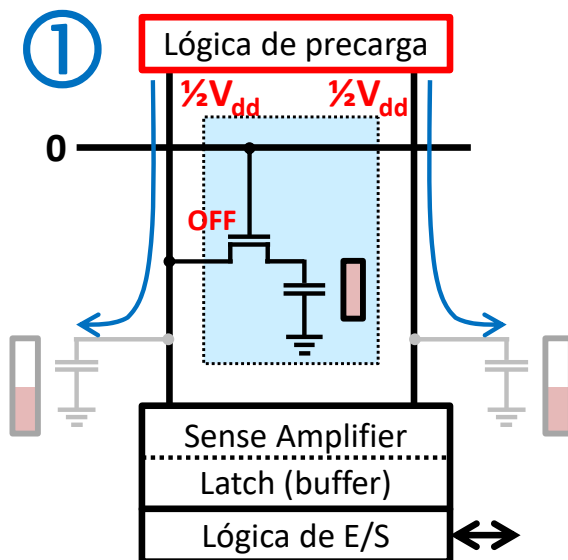 ①
Lógica de precarga
½Vdd ½Vdd
0
OFF
Sense Amplifier
Latch (buffer)
Lógica de E/S